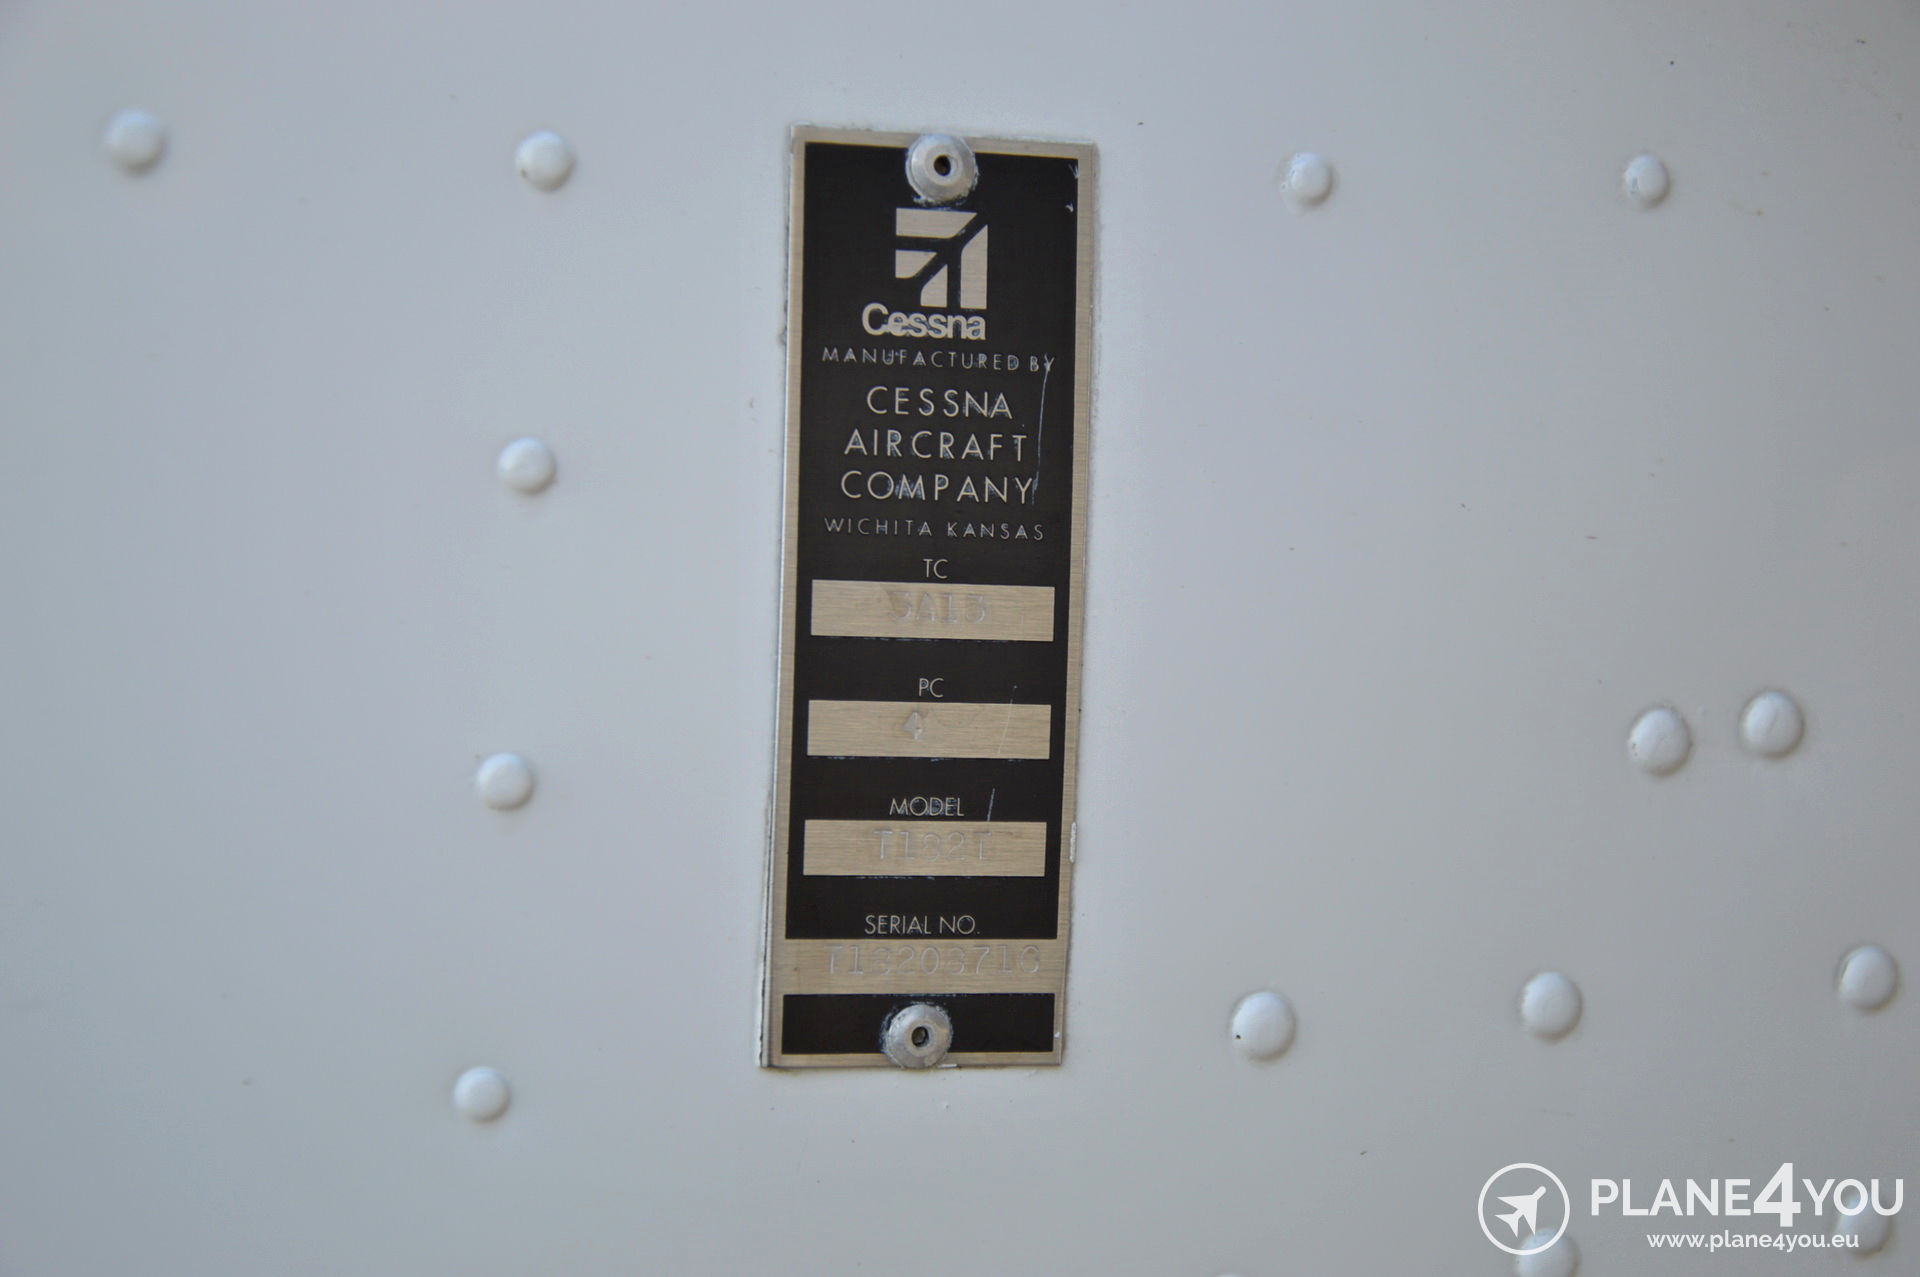 Cessna
MANUFACTURED BY
CESSNA
AIRCRAFT
COMPANY
WICHITA KANSAS
TC
3A13
PC
4
MODEL
T182T
SERIAL NO.
PLANE4YOU
www.plane4you.eu